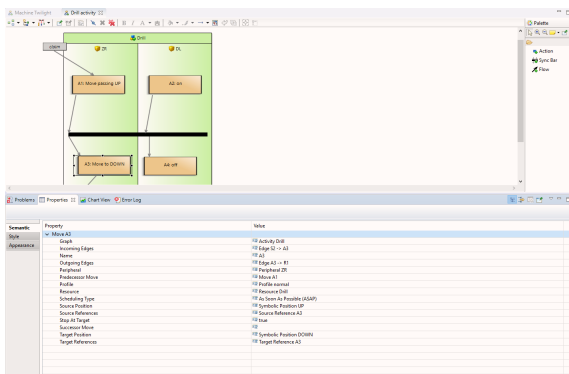 Machine Twilight
Drill activity
Palette
Drill
claim
ZR
DL
Action
Sync Bar
Flow
A1: Move passing UP
A2: on
A3: Move to DOWN
A4: off
Problems
Properties
Chart View
Error Log
Semantic
Style
Appearance
Property Value
Move A3
Graph Activity Drill
Incoming Edges Edge S2 -> A3
Name A3
Outgoing Edges Edge A3 -> R1
Peripheral Peripheral ZR
Predecessor Move Move A1
Profile Profile normal
Resource Resource Drill
Scheduling Type As Soon As Possible (ASAP)
Source Position Symbolic Position UP
Source References Source Reference A3
Stop At Target true
Successor Move
Target Position Symbolic Position DOWN
Target References Target Reference A3